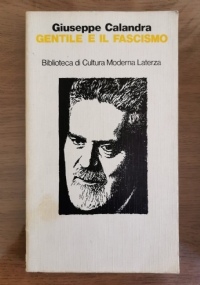 Giuseppe Calandra
GENTILE E IL FASCISMO
Biblioteca di Cultura Moderna Laterza